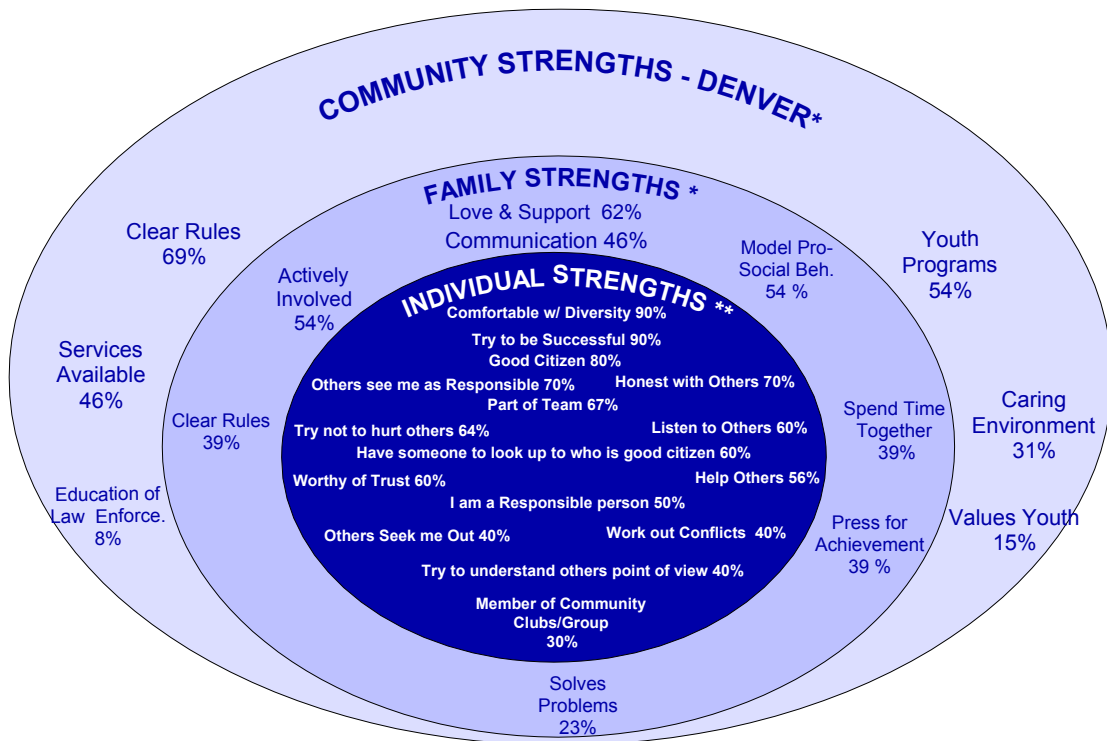 COMMUNITY STRENGTHS - DENVER*
FAMILY STRENGTHS *
Love & Support 62%
Communication 46%
Clear Rules
69%
Actively
Involved
54%
Model Pro-
Social Beh.
54 %
Youth
Programs
54%
INDIVIDUAL STRENGTHS **
Comfortable w/ Diversity 90%
Try to be Successful 90%
Good Citizen 80%
Others see me as Responsible 70%
Honest with Others 70%
Part of Team 67%
Try not to hurt others 64%
Listen to Others 60%
Have someone to look up to who is good citizen 60%
Worthy of Trust 60%
Help Others 56%
I am a Responsible person 50%
Others Seek me Out 40%
Work out Conflicts 40%
Try to understand others point of view 40%
Member of Community
Clubs/Group
30%
Services
Available
46%
Clear Rules
39%
Spend Time
Together
39%
Caring
Environment
31%
Education of
Law Enforce.
8%
Press for
Achievement
39 %
Values Youth
15%
Solves
Problems
23%